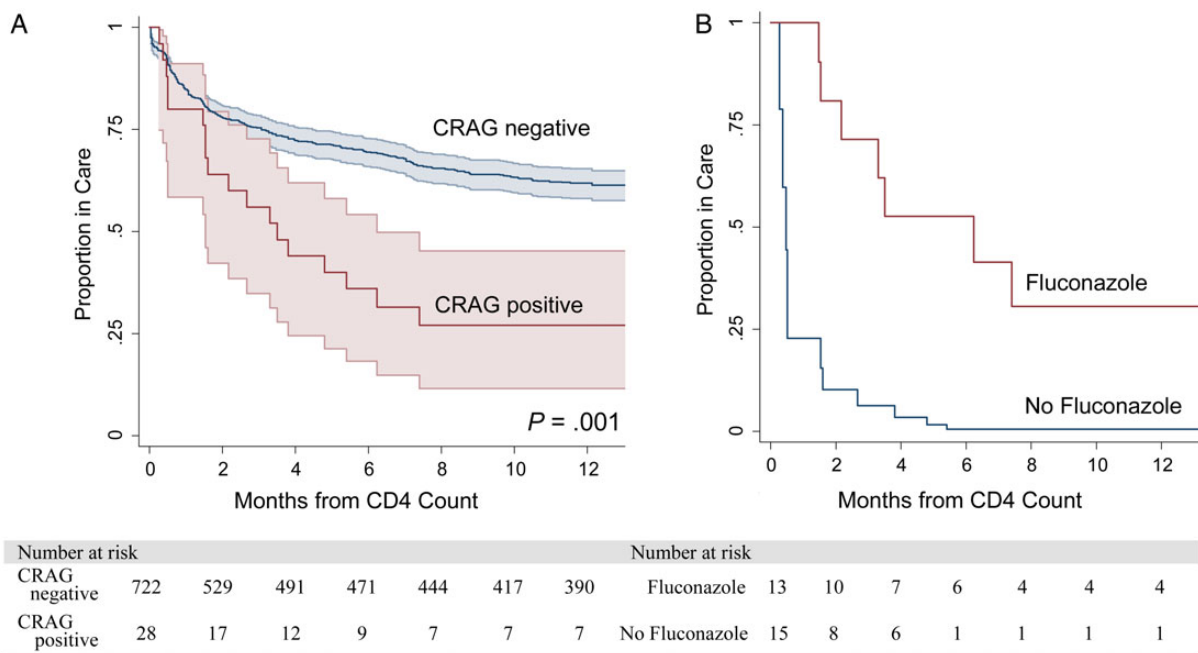 A
Proportion in Care
1
.75
.5
.25
0
CRAG negative
CRAG positive
P = .001
0 2 4 6 8 10 12
Months from CD4 Count
B
Proportion in Care
1
.75
.5
.25
0
Fluconazole
No Fluconazole
0 2 4 6 8 10 12
Months from CD4 Count
Number at risk
CRAG
negative 722 529 491 471 444 417 390
CRAG
positive 28 17 12 9 7 7 7
Number at risk
Fluconazole 13 10 7 6 4 4 4
No Fluconazole 15 8 6 1 1 1 1